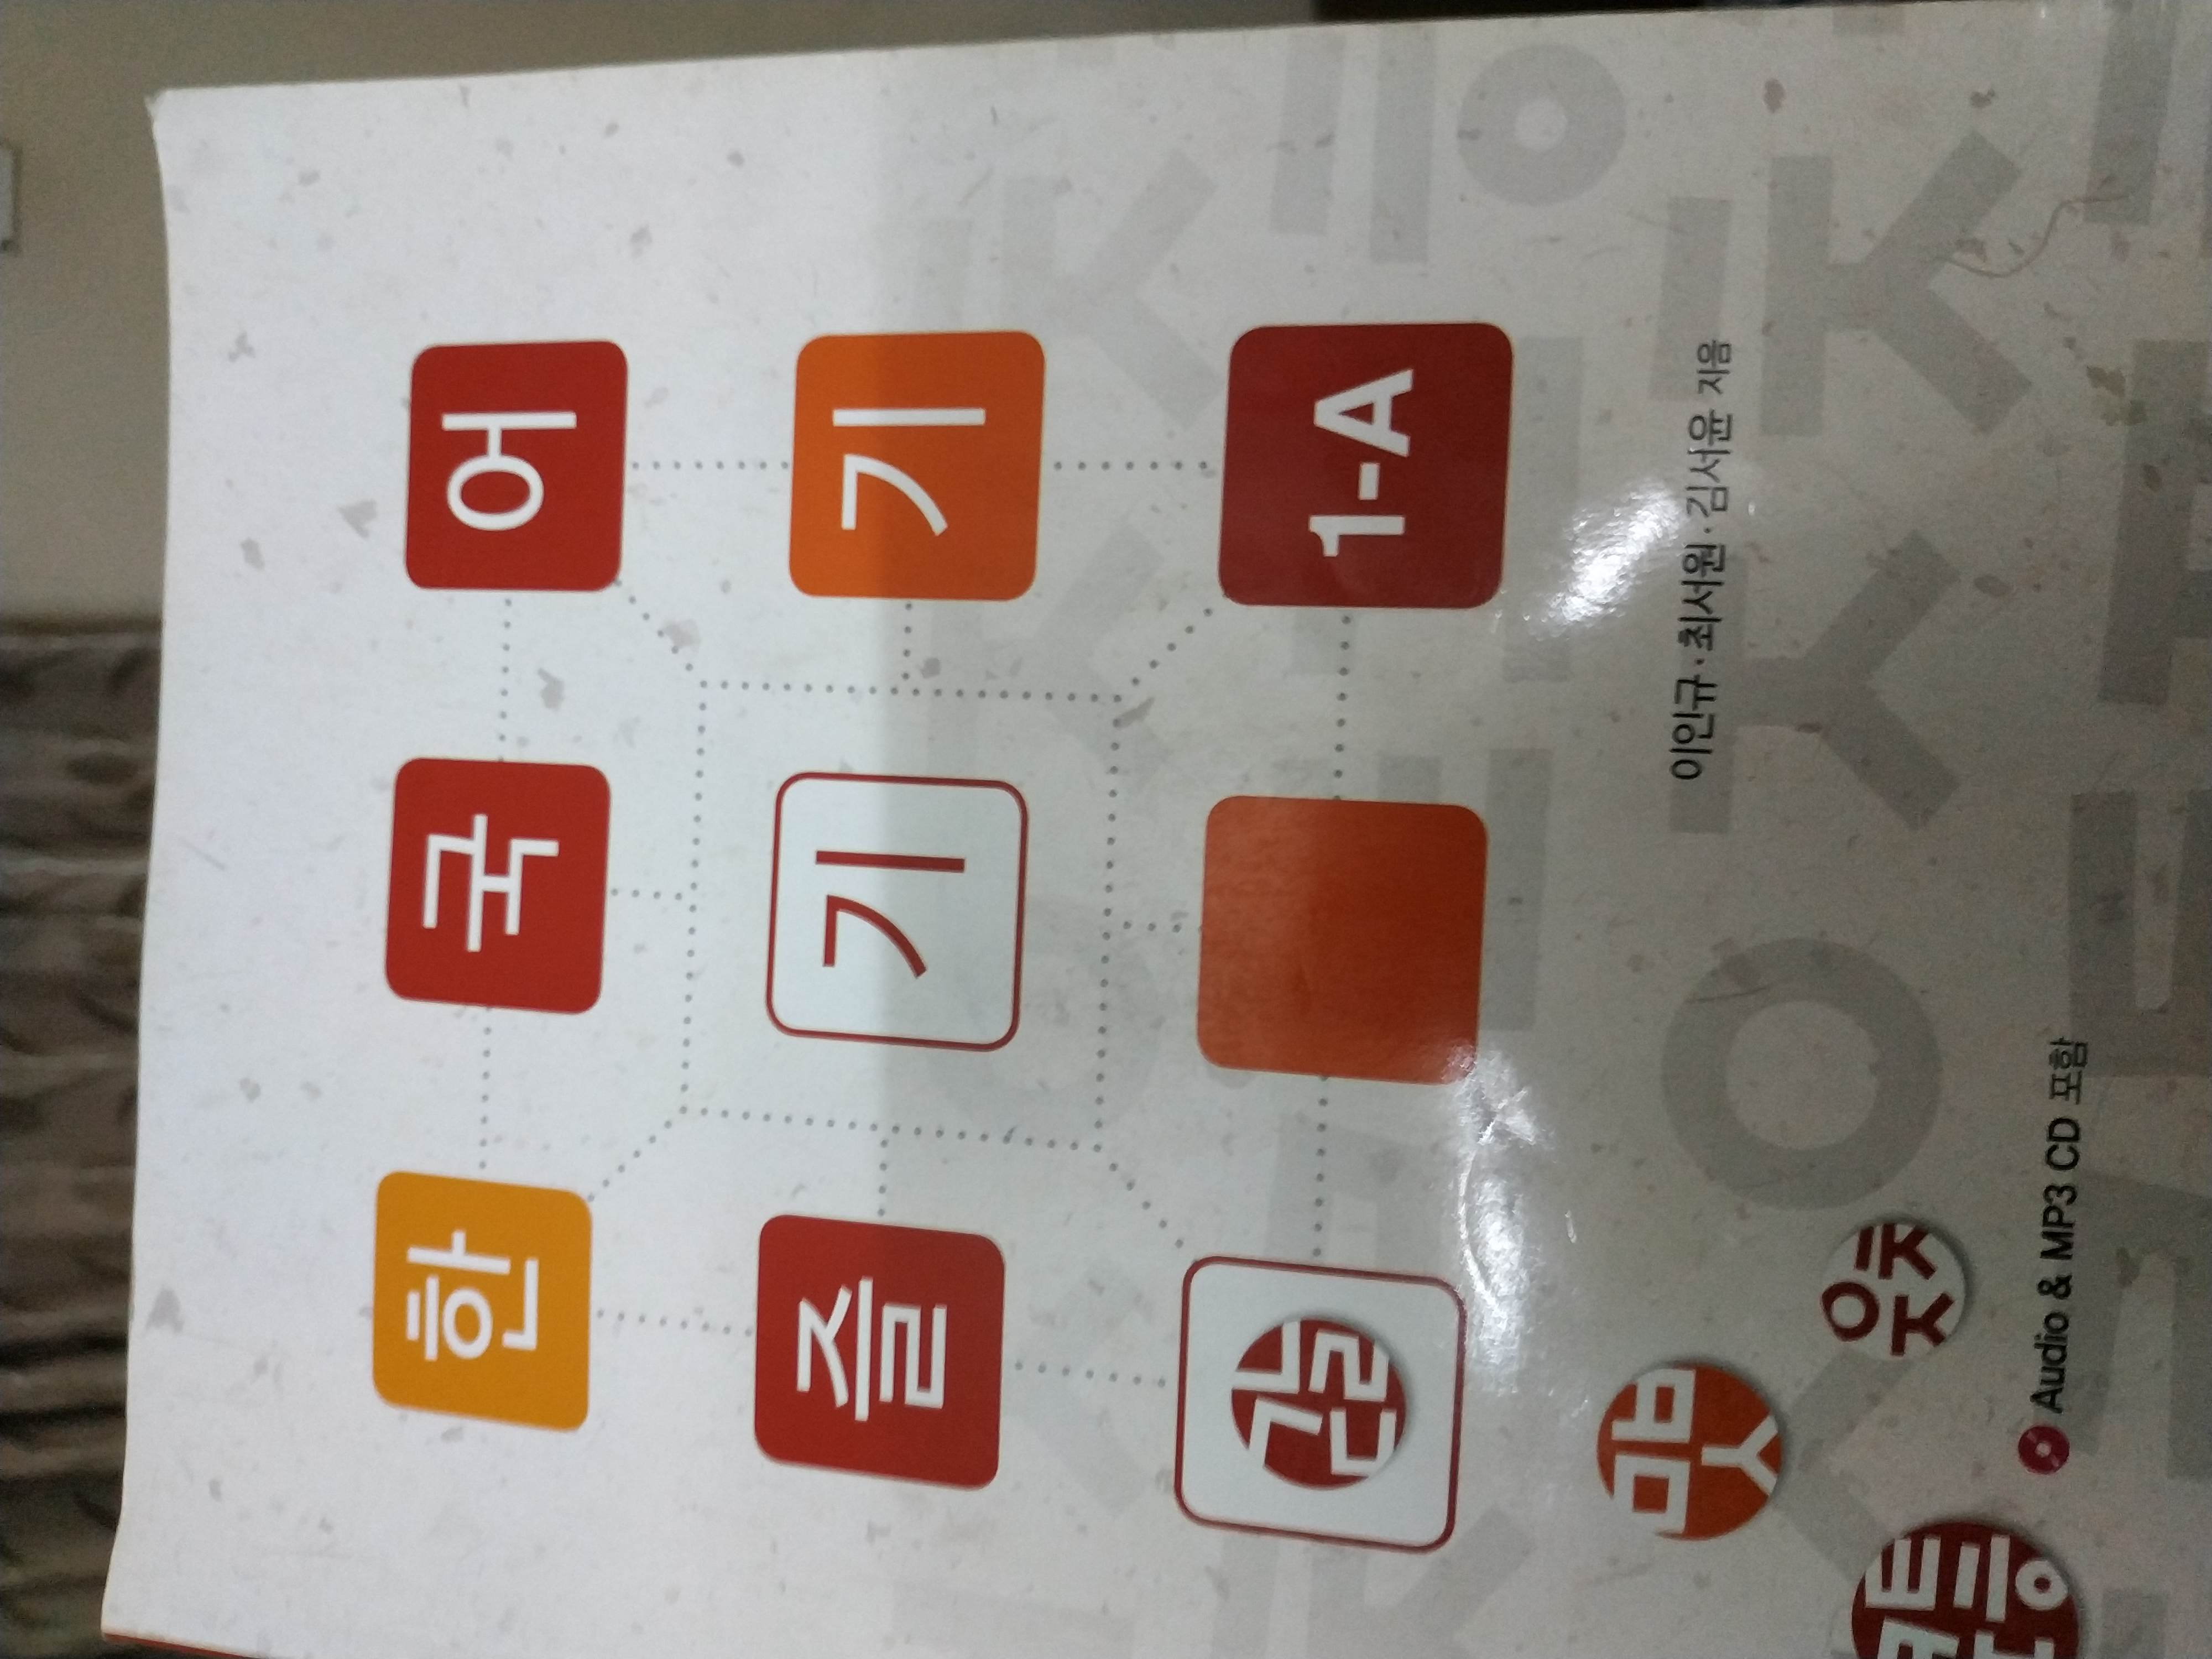 한 국 어
즐 기 기
1-A
이인규·최서원·김서윤 지음
Audio & MP3 CD 포함